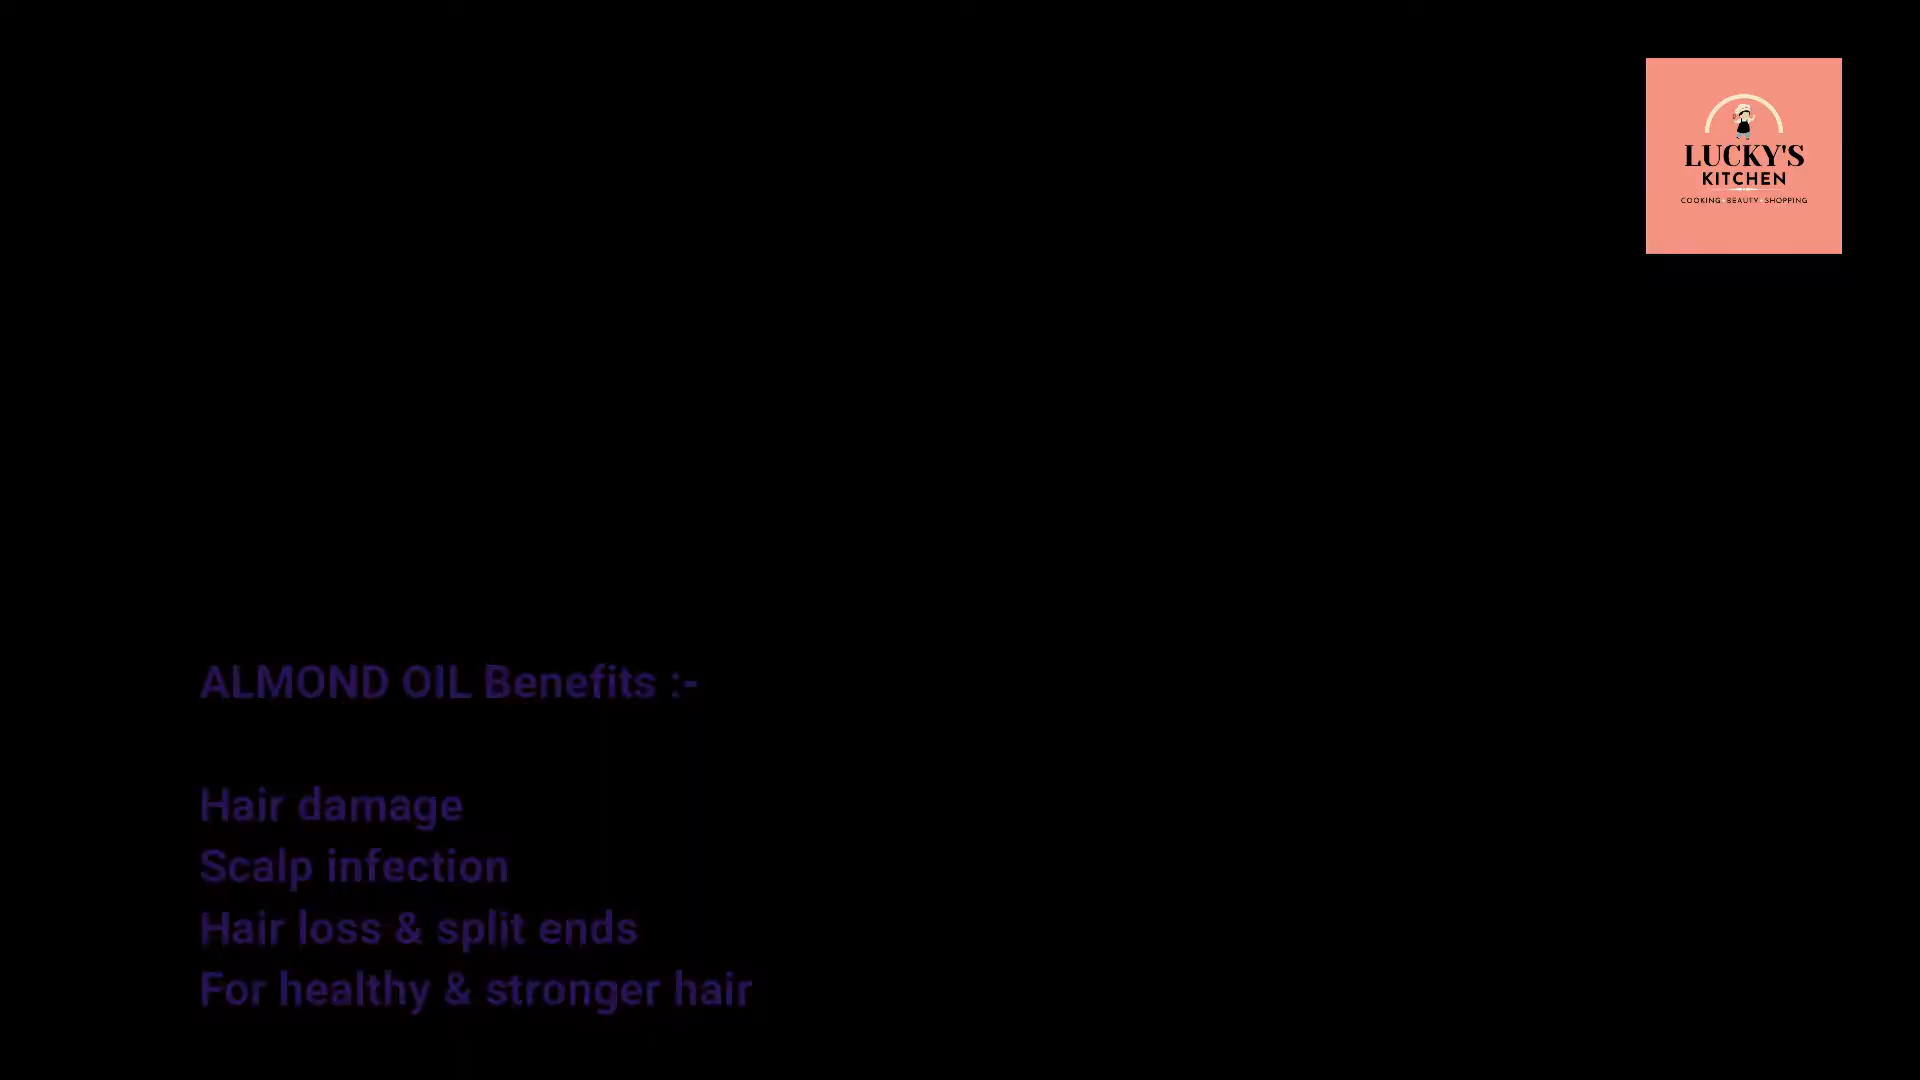 LUCKY'S
KITCHEN
COOKING BEAUTY SHOPPING
ALMOND OIL Benefits :-
Hair damage
Scalp infection
Hair loss & split ends
For healthy & stronger hair